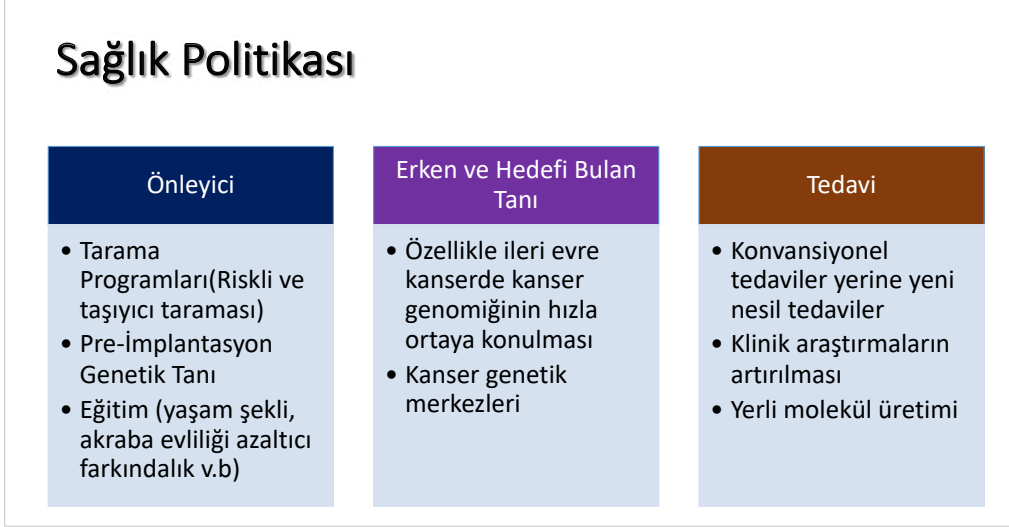 Sağlık Politikası
Önleyici
• Tarama
Programları(Riskli ve
taşıyıcı taraması)
• Pre-İmplantasyon
Genetik Tanı
• Eğitim (yaşam şekli,
akraba evliliği azaltıcı
farkındalık v.b)
Erken ve Hedefi Bulan
Tanı
• Özellikle ileri evre
kanserde kanser
genomiğinin hızla
ortaya konulması
• Kanser genetik
merkezleri
Tedavi
• Konvansiyonel
tedaviler yerine yeni
nesil tedaviler
• Klinik araştırmaların
artırılması
• Yerli molekül üretimi